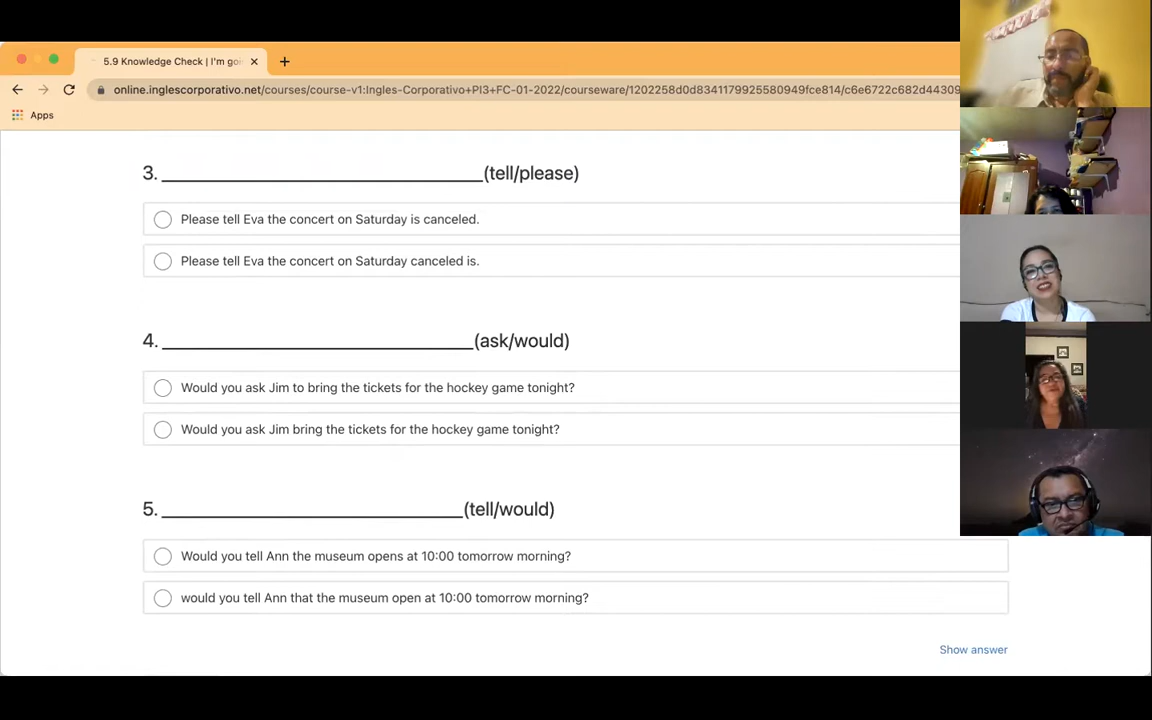 5.9 Knowledge Check | I'm goi
online.inglescorporativo.net/courses/course-v1:Ingles-Corporativo+PI3+FC-01-2022/courseware/1202258d0d8341179925580949fce814/c6e6722c682d44309
Apps
3. ______________________________(tell/please)
Please tell Eva the concert on Saturday is canceled.
Please tell Eva the concert on Saturday canceled is.
4. _____________________________(ask/would)
Would you ask Jim to bring the tickets for the hockey game tonight?
Would you ask Jim bring the tickets for the hockey game tonight?
5. ____________________________(tell/would)
Would you tell Ann the museum opens at 10:00 tomorrow morning?
would you tell Ann that the museum open at 10:00 tomorrow morning?
Show answer